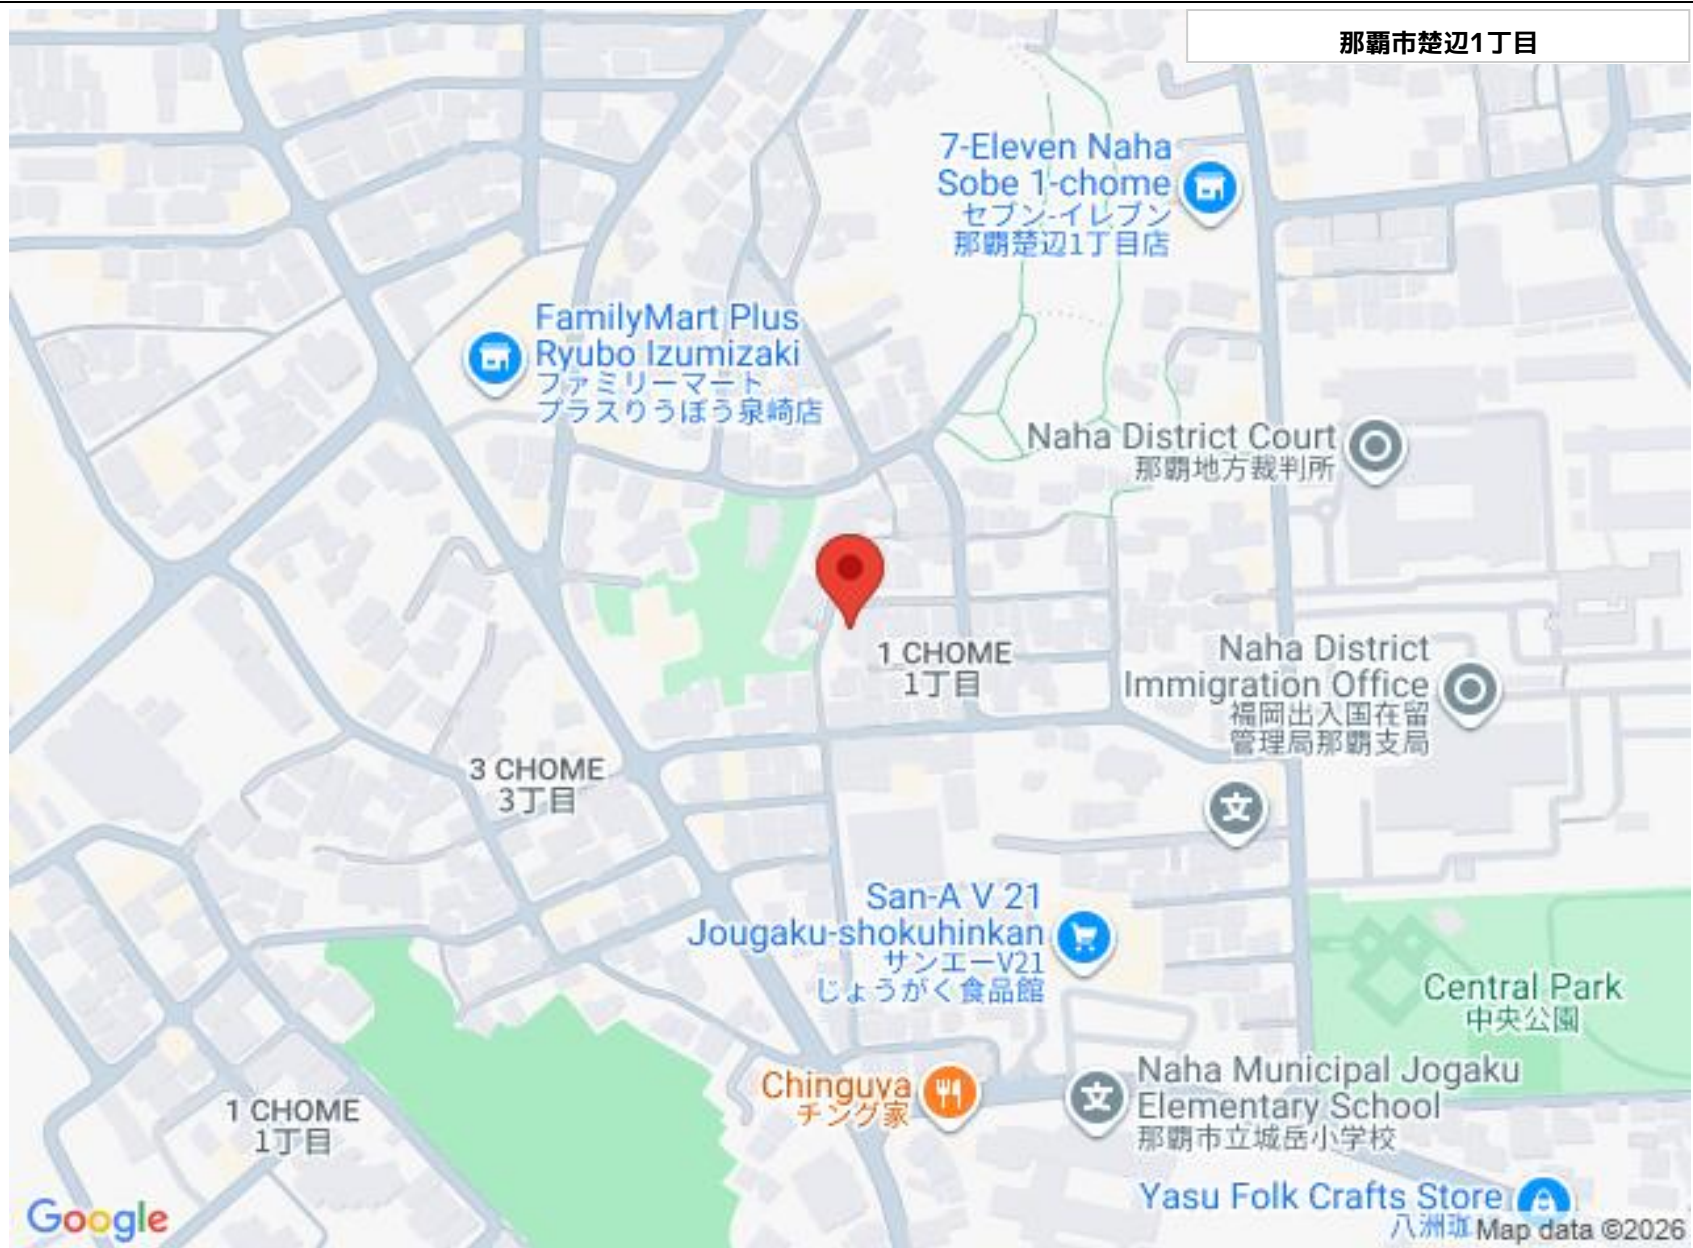 那覇市楚辺1丁目
7-Eleven Naha
Sobe 1-chome
セブン-イレブン
那覇楚辺1丁目店
FamilyMart Plus
Ryubo Izumizaki
ファミリーマート
プラスりうぼう泉崎店
Naha District Court
那覇地方裁判所
1 CHOME
1丁目
Naha District
Immigration Office
福岡出入国在留
管理局那覇支局
3 CHOME
3丁目
文
San-A V 21
Jougaku-shokuhinkan
サンエーV21
じょうがく食品館
Central Park
中央公園
Chinguya
チング家
文
Naha Municipal Jogaku
Elementary School
那覇市立城岳小学校
1 CHOME
1丁目
Yasu Folk Crafts Store
八洲珈
Google
Map data ©2026